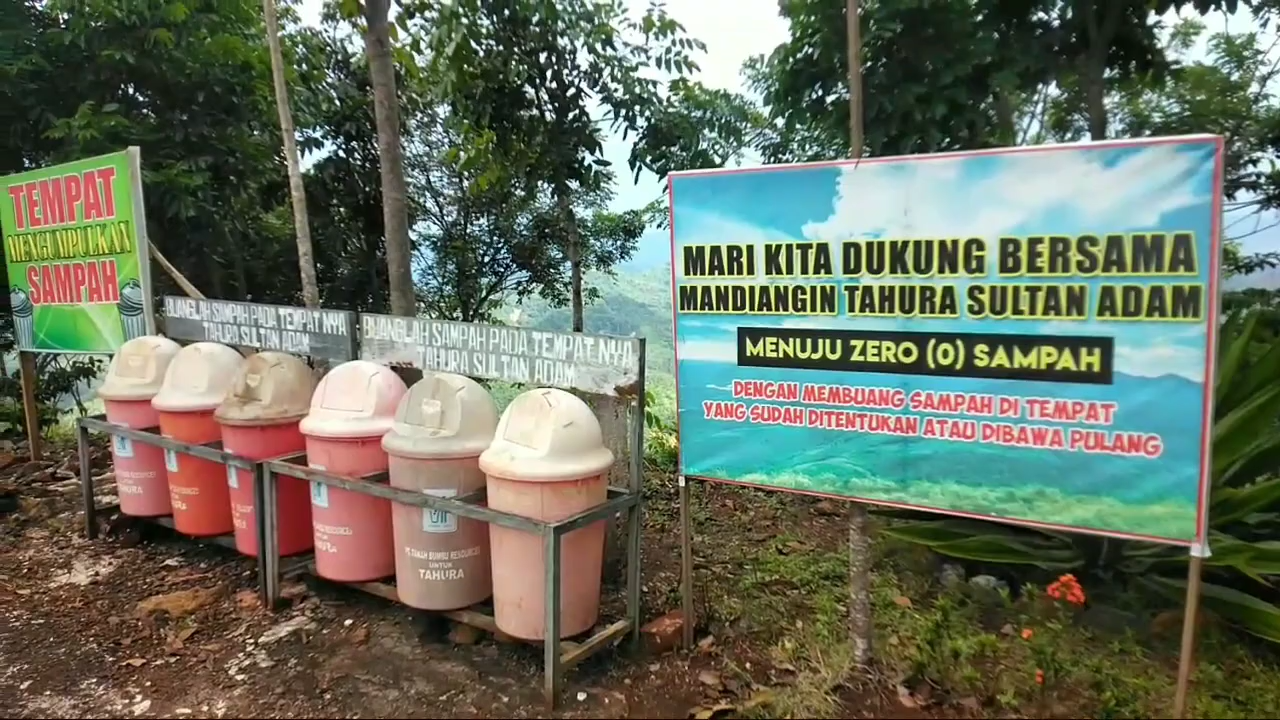 TEMPAT
MENGUMPULKAN
SAMPAH
BUANGLAH SAMPAH PADA TEMPAT NYA
TAHURA SULTAN ADAM
BUANGLAH SAMPAH PADA TEMPAT NYA
TAHURA SULTAN ADAM
MARI KITA DUKUNG BERSAMA
MANDIANGIN TAHURA SULTAN ADAM
MENUJU ZERO (0) SAMPAH
DENGAN MEMBUANG SAMPAH DI TEMPAT
YANG SUDAH DITENTUKAN ATAU DIBAWA PULANG
UNTUK
TAHURA